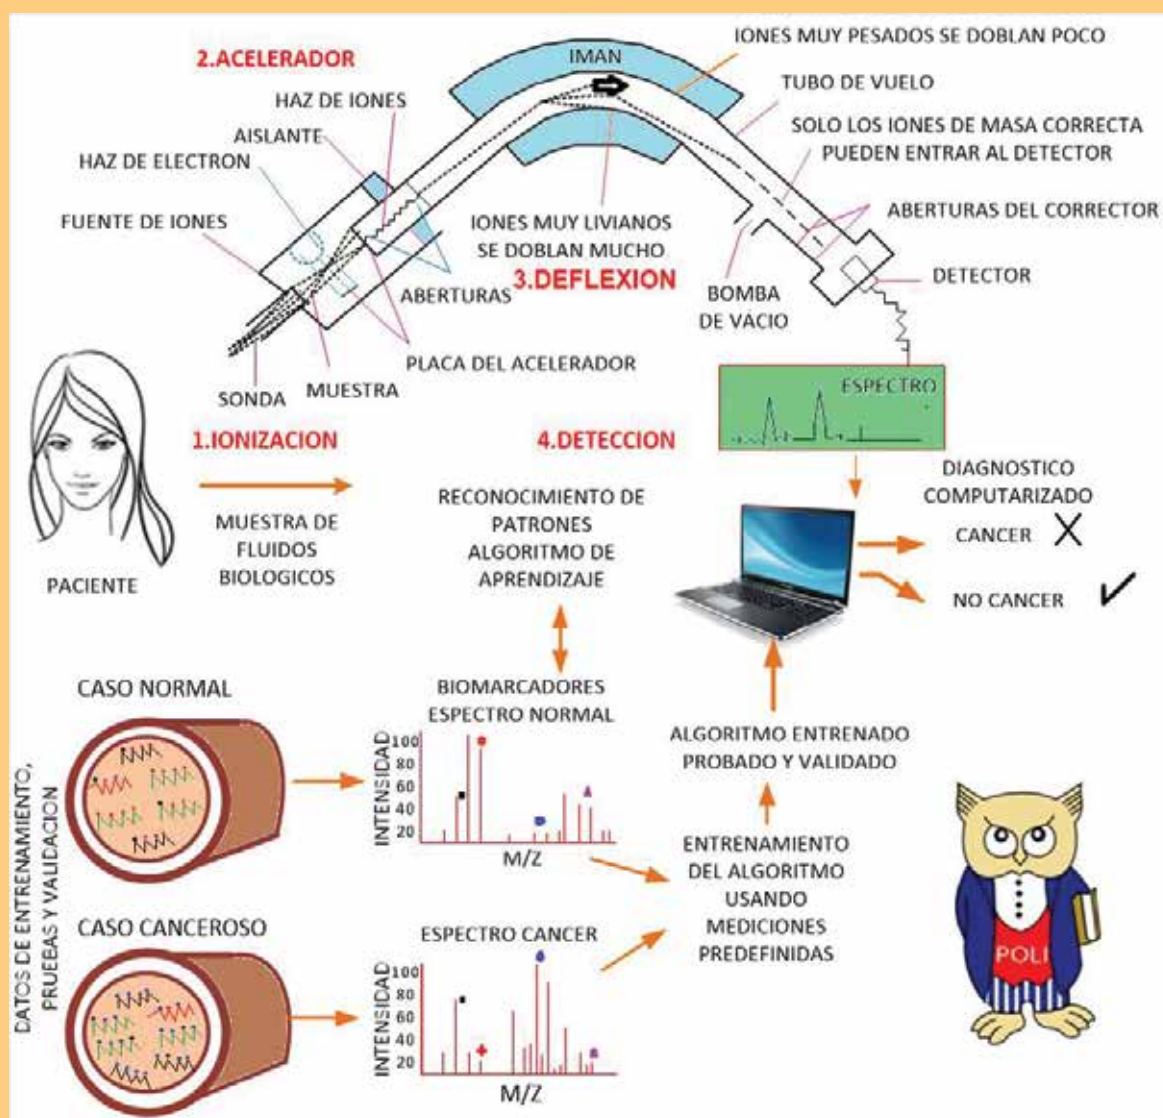 IONES MUY PESADOS SE DOBLAN POCO
IMAN
2.ACELERADOR
TUBO DE VUELO
HAZ DE IONES
SOLO LOS IONES DE MASA CORRECTA
PUEDEN ENTRAR AL DETECTOR
AISLANTE
HAZ DE ELECTRON
ABERTURAS DEL CORRECTOR
FUENTE DE IONES
IONES MUY LIVIANOS
SE DOBLAN MUCHO
3.DEFLEXION
DETECTOR
ABERTURAS
BOMBA
DE VACIO
PLACA DEL ACELERADOR
MUESTRA
SONDA
ESPECTRO
1.IONIZACION
4.DETECCION
DIAGNOSTICO
COMPUTARIZADO
CANCER X
NO CANCER ✓
RECONOCIMIENTO DE
PATRONES
ALGORITMO DE
APRENDIZAJE
MUESTRA DE
FLUIDOS
BIOLOGICOS
PACIENTE
CASO NORMAL
BIOMARCADORES
ESPECTRO NORMAL
INTENSIDAD
100
80
60
40
20
M/Z
ALGORITMO ENTRENADO
PROBADO Y VALIDADO
ENTRENAMIENTO
DEL ALGORITMO
USANDO
MEDICIONES
PREDEFINIDAS
DATOS DE ENTRENAMIENTO,
PRUEBAS Y VALIDACION
CASO CANCEROSO
ESPECTRO CANCER
INTENSIDAD
100
80
60
40
20
M/Z
POLI